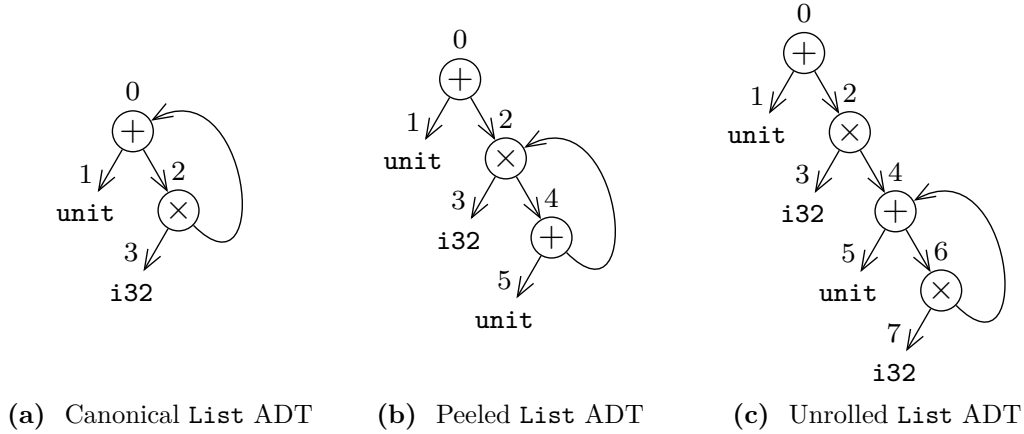 0
+
1 2
unit ×
3
i32
(a) Canonical List ADT
0
+
1 2
unit ×
3 4
i32 +
5
unit
(b) Peeled List ADT
0
+
1 2
unit ×
3 4
i32 +
5 6
unit ×
7
i32
(c) Unrolled List ADT